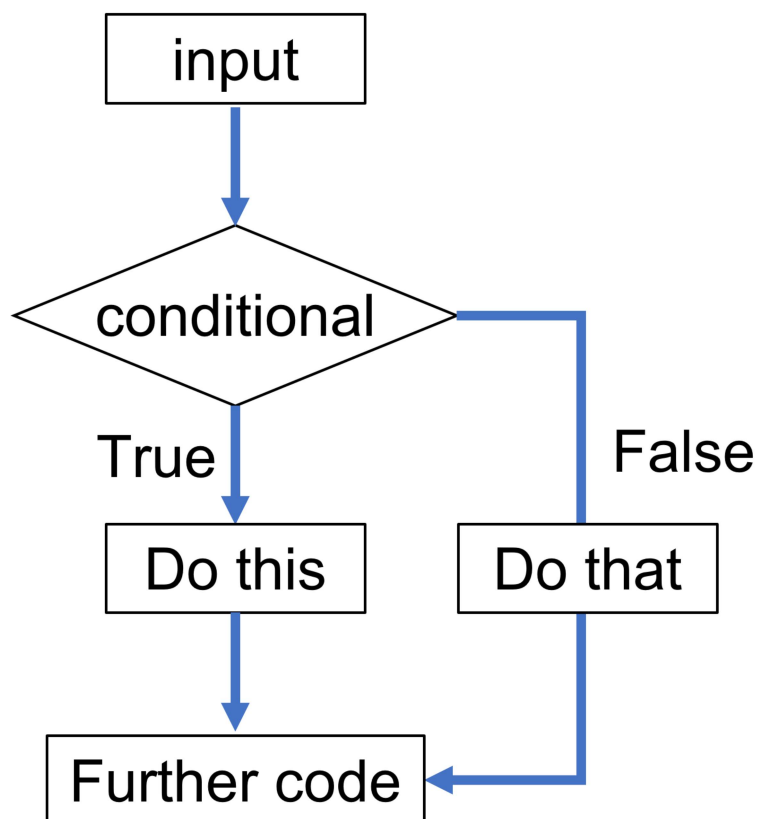 input
conditional
True
False
Do this
Do that
Further code